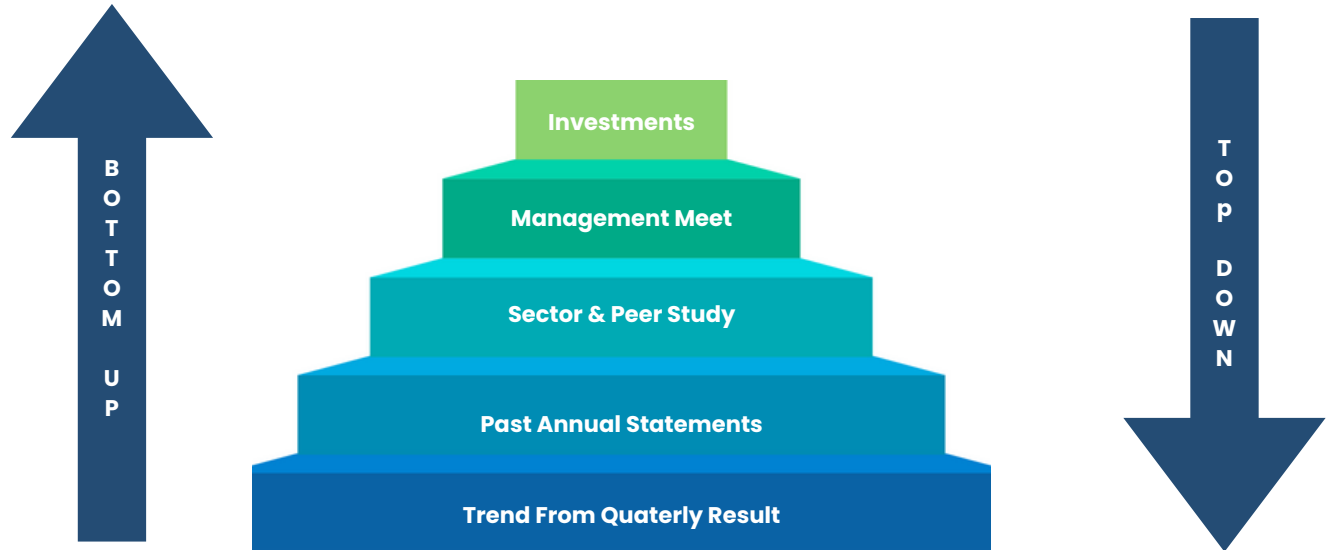 BOTTOM UP
Investments
Management Meet
Sector & Peer Study
Past Annual Statements
Trend From Quaterly Result
TOp DOWN